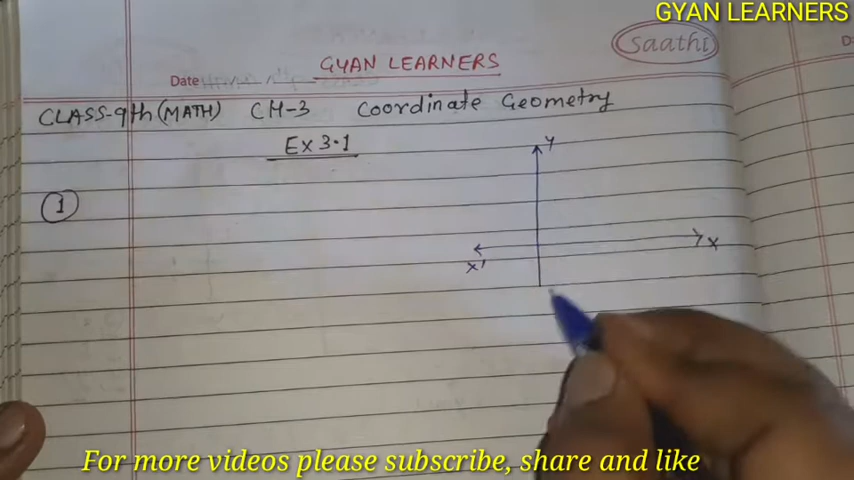 GYAN LEARNERS
saathi
GYAN LEARNERS
Date
D
CLASS-9th (MATH) CH-3 Coordinate Geometry
Ex 3.1
Y
1
X
X'
For more videos please subscribe, share and like